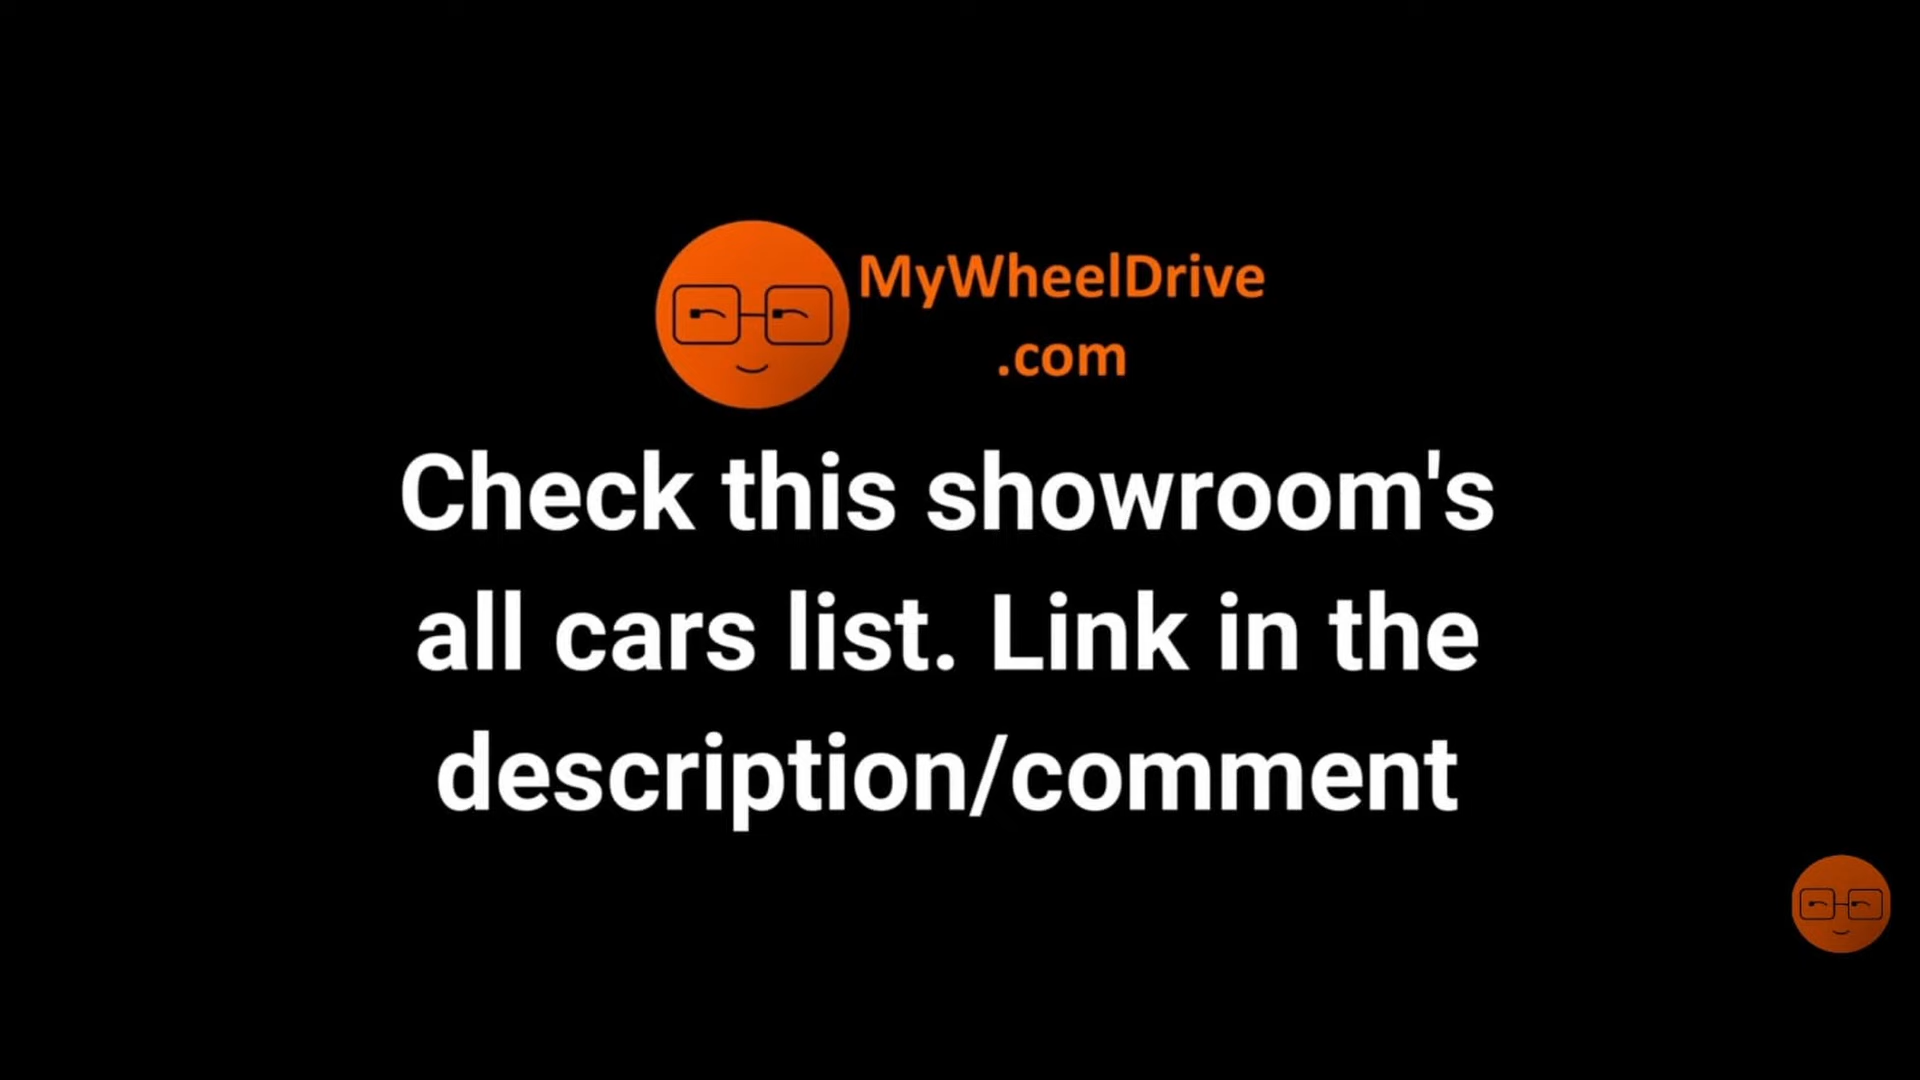 MyWheelDrive
.com
Check this showroom's
all cars list. Link in the
description/comment